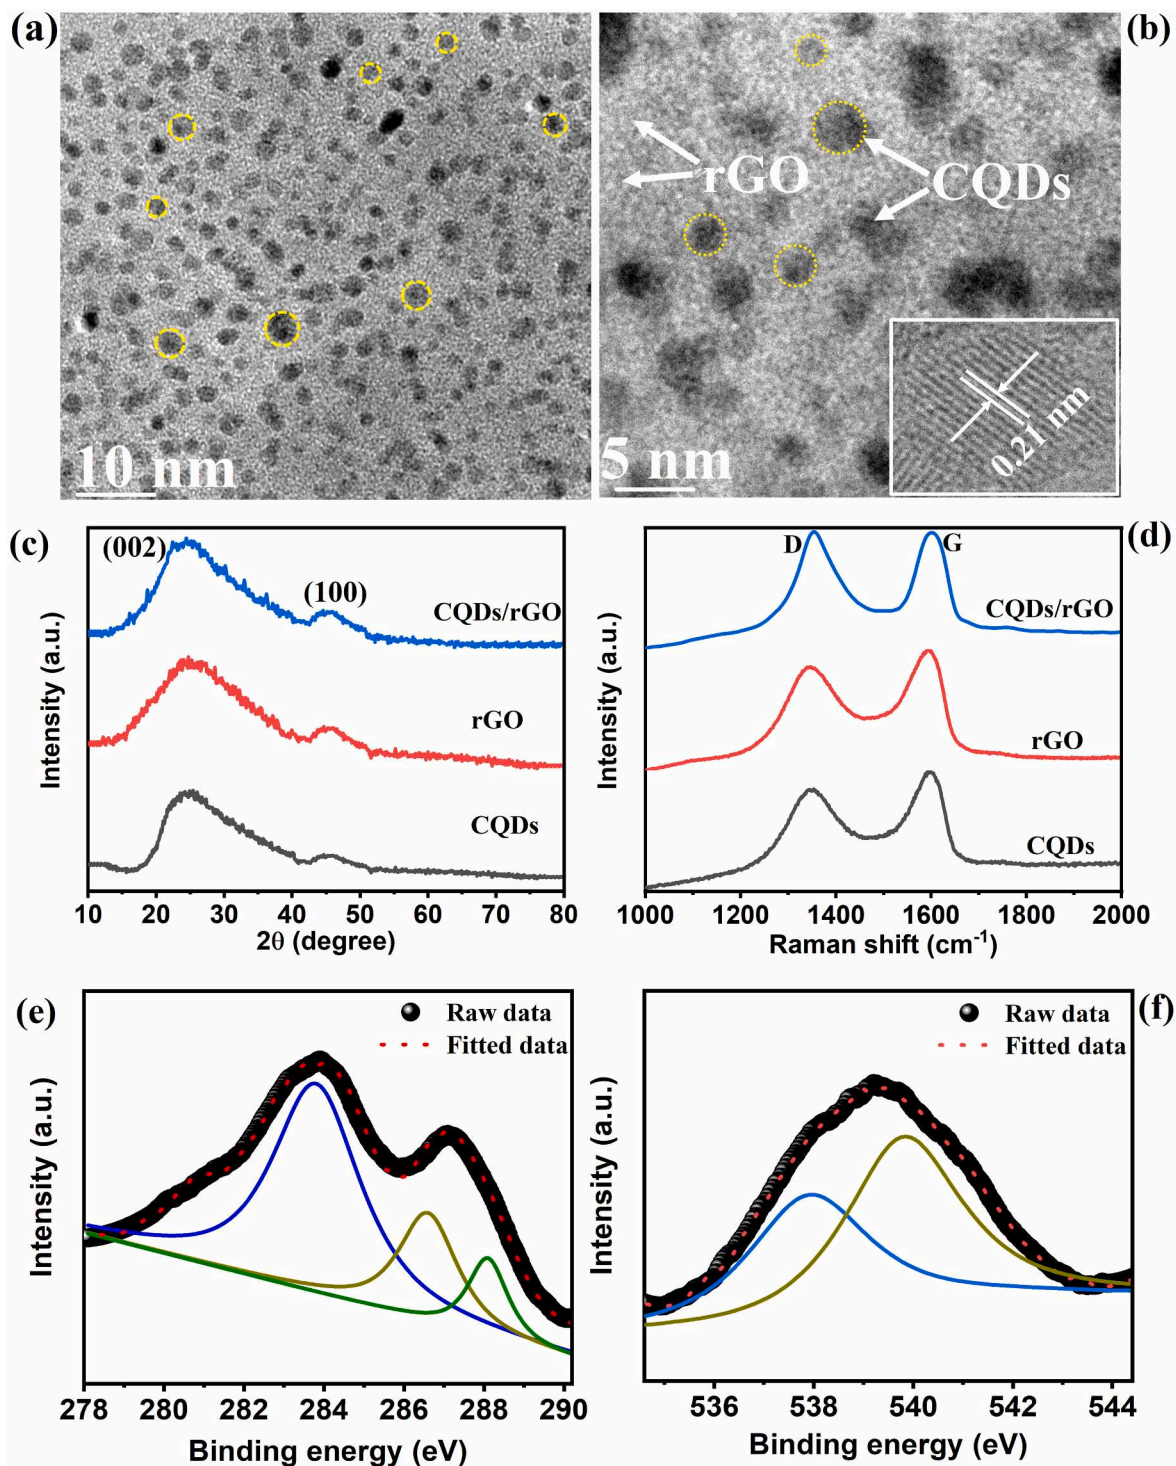 (a)
10 nm
(b)
rGO
CQDs
0.21 nm
5 nm
(c)
(002)
(100)
CQDs/rGO
rGO
CQDs
Intensity (a.u.)
10 20 30 40 50 60 70 80
2θ (degree)
(d)
D
G
CQDs/rGO
rGO
CQDs
Intensity (a.u.)
1000 1200 1400 1600 1800 2000
Raman shift (cm⁻¹)
(e)
Raw data
Fitted data
Intensity (a.u.)
278 280 282 284 286 288 290
Binding energy (eV)
(f)
Raw data
Fitted data
Intensity (a.u.)
536 538 540 542 544
Binding energy (eV)